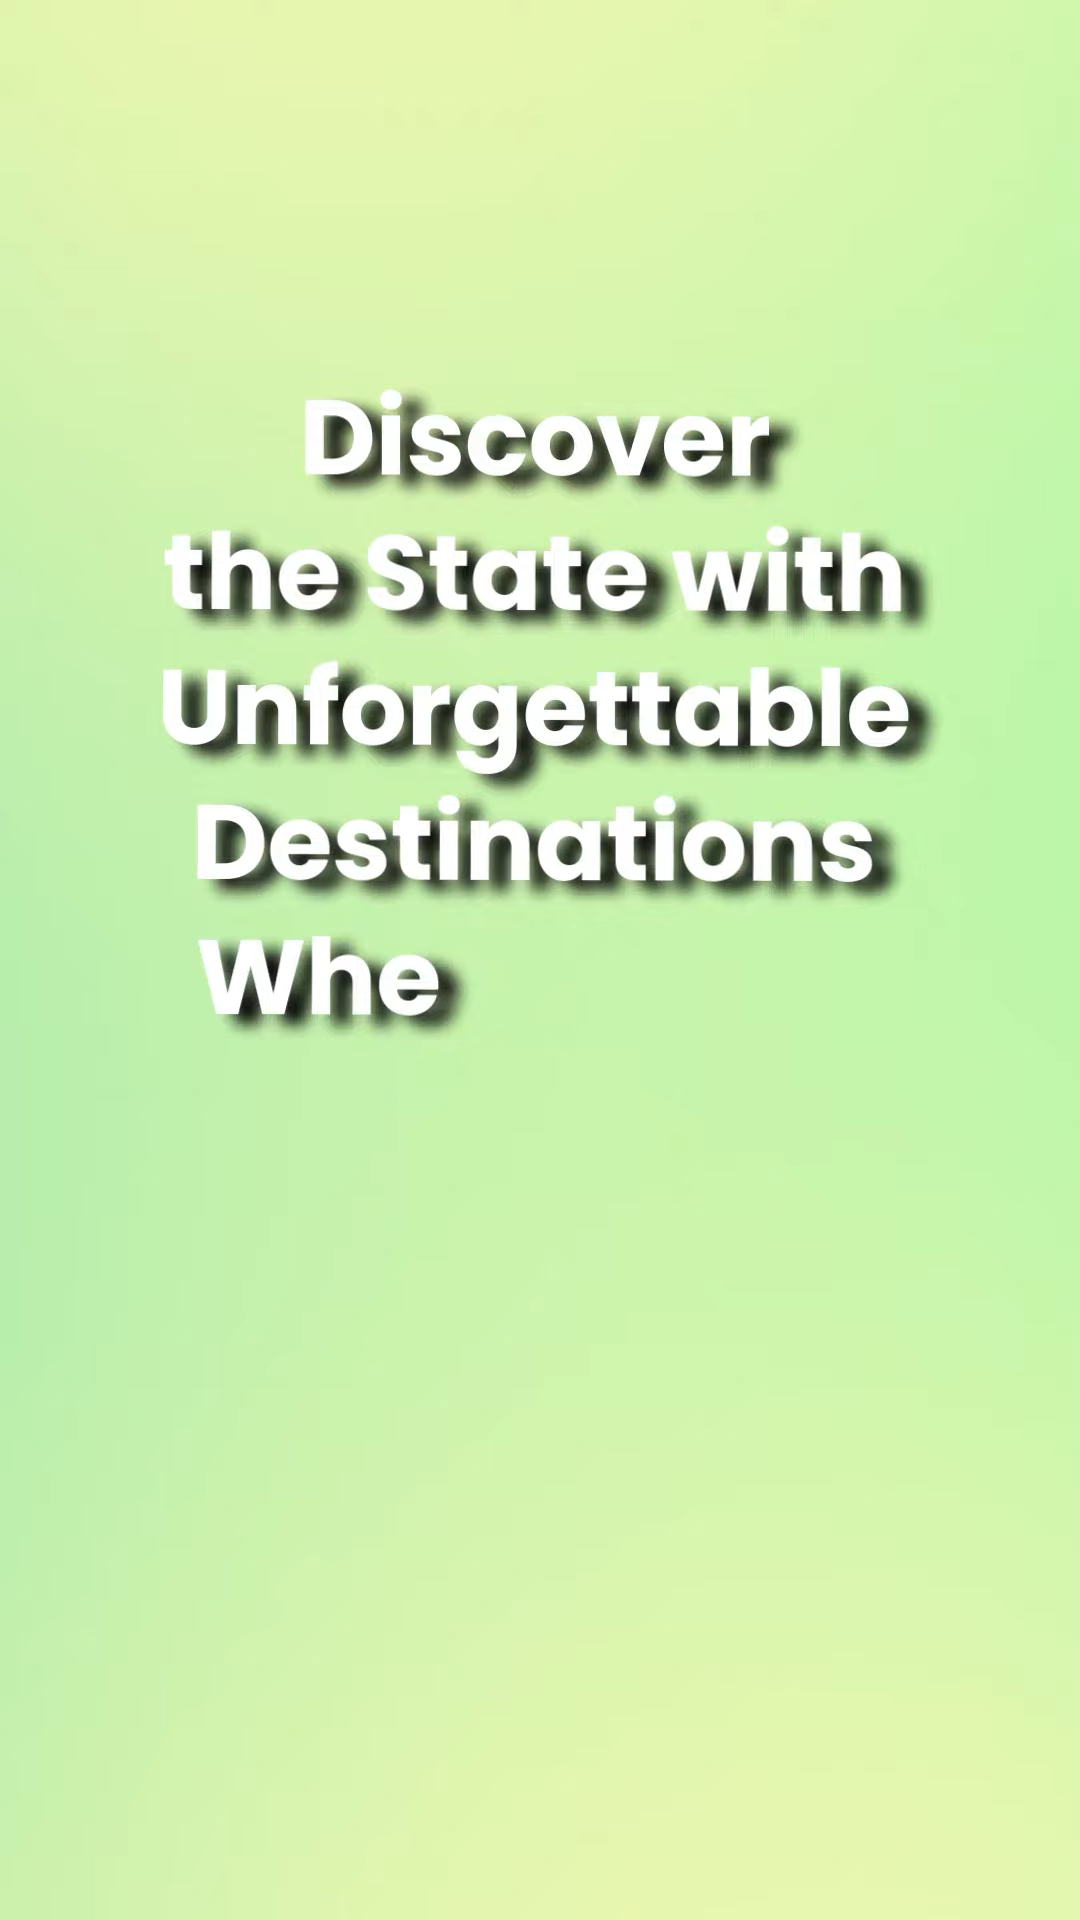 Discover
the State with
Unforgettable
Destinations
Whe